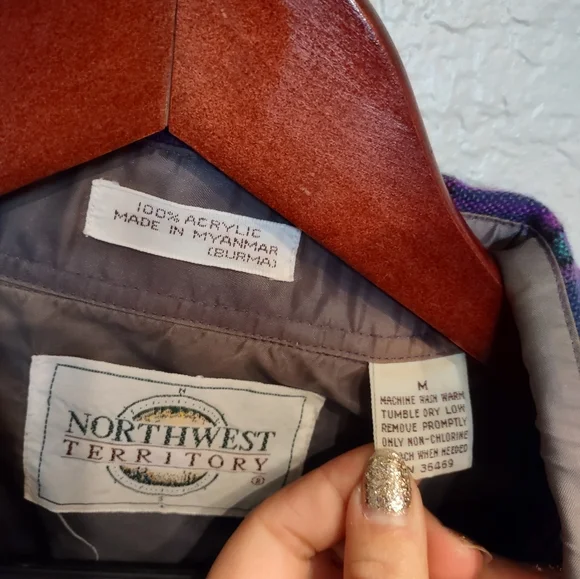 100% ACRYLIC
MADE IN MYANMAR
(BURMA)
N
NORTHWEST
TERRITORY
®
S
M
MACHINE WASH WARM
TUMBLE DRY LOW
REMOVE PROMPTLY
ONLY NON-CHLORINE
WHEN NEEDED
36469